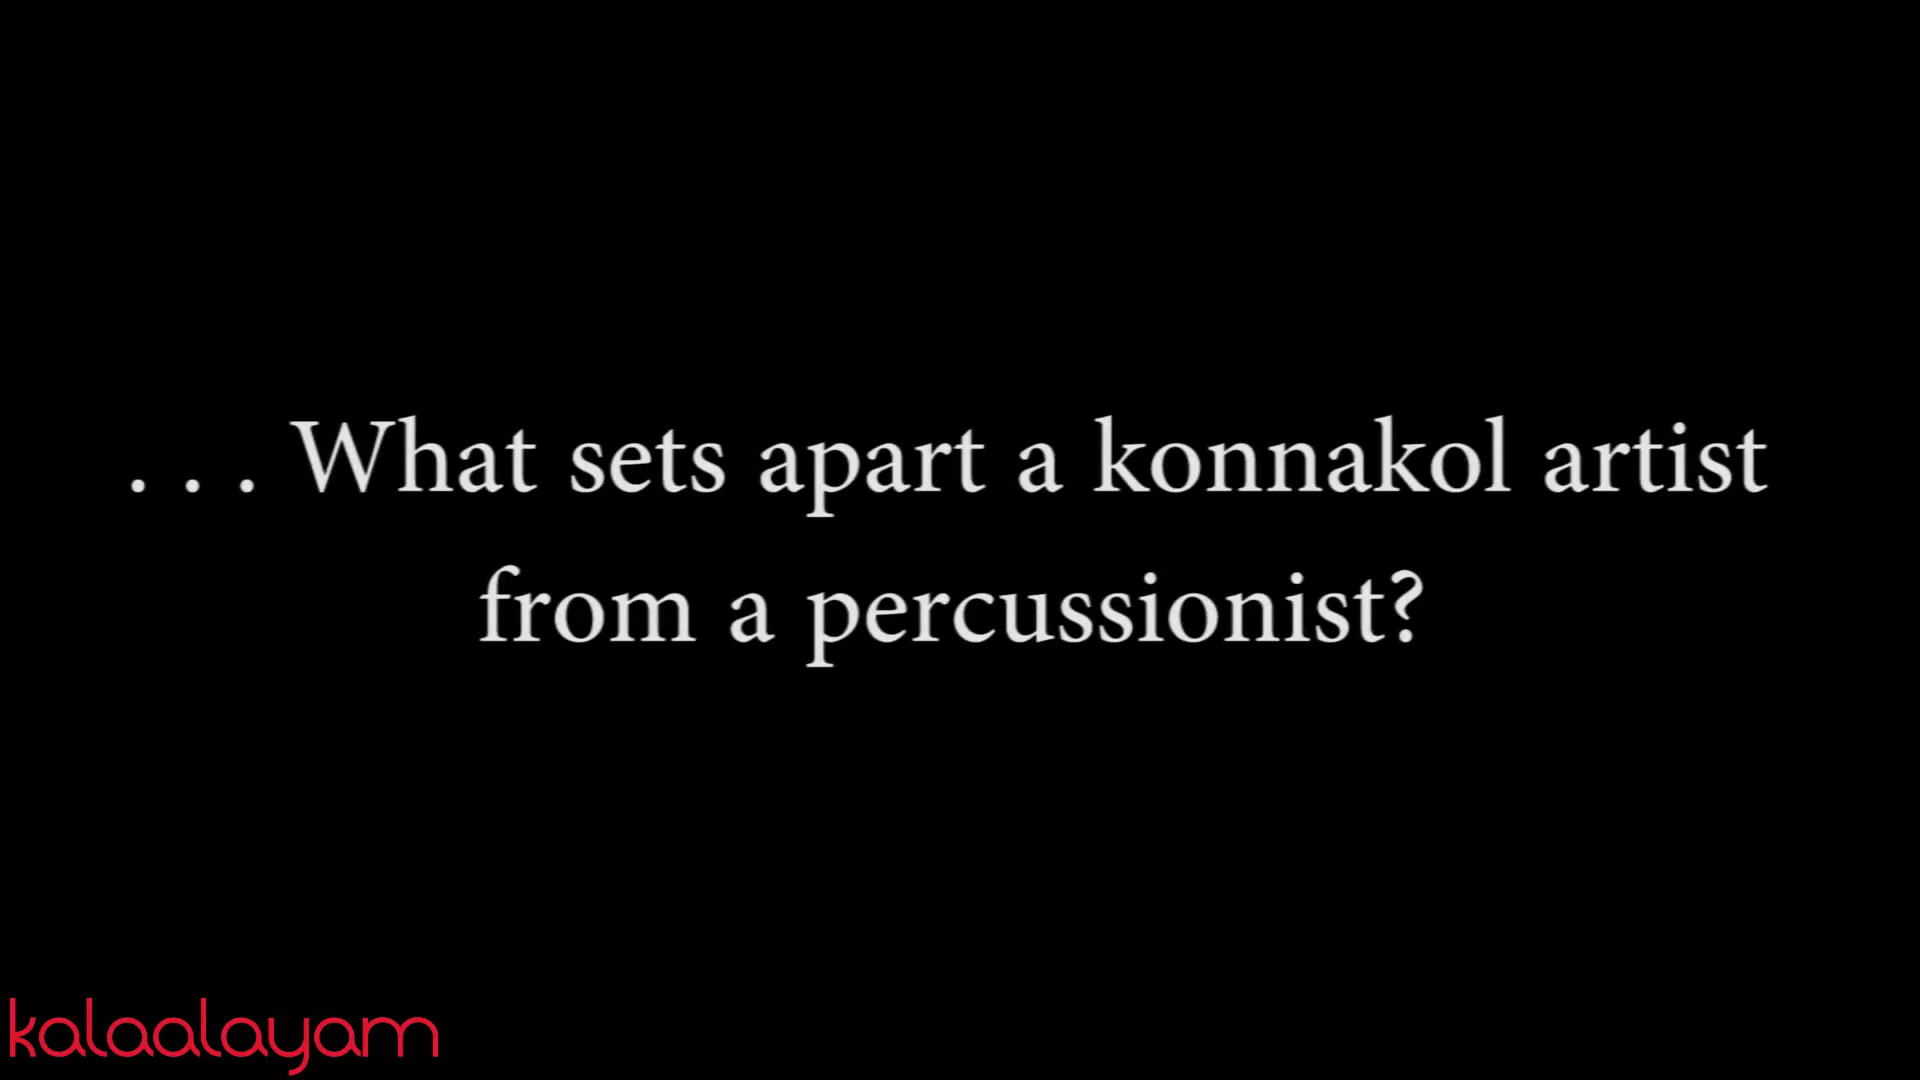 . . . What sets apart a konnakol artist
from a percussionist?
kalaalayam